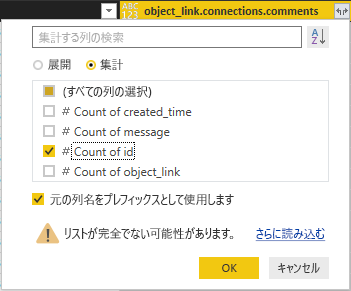 ABC
123
object_link.connections.comments
集計する列の検索
A
Z
展開
集計
(すべての列の選択)
# Count of created_time
# Count of message
# Count of id
# Count of object_link
元の列名をプレフィックスとして使用します
リストが完全でない可能性があります。 さらに読み込む
OK
キャンセル